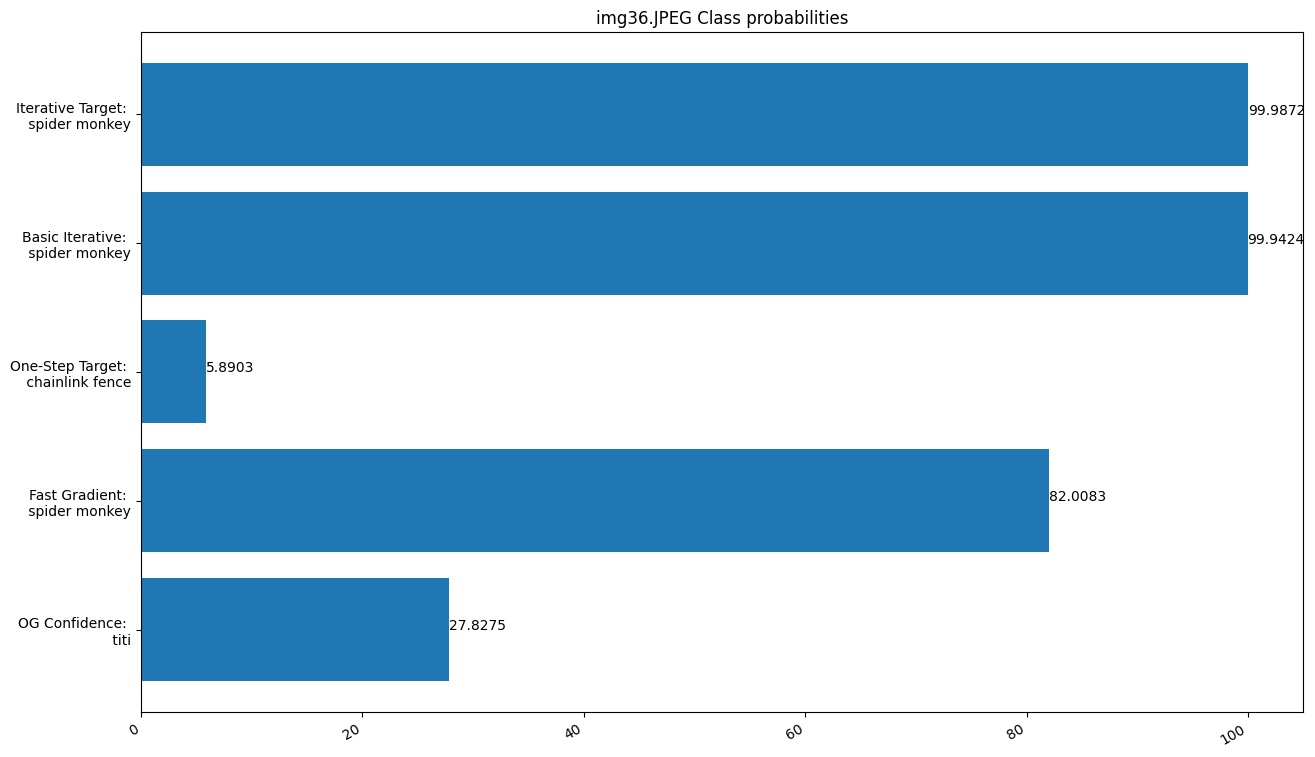 img36.JPEG Class probabilities
Iterative Target:
spider monkey
99.9872
Basic Iterative:
spider monkey
99.9424
One-Step Target:
chainlink fence
5.8903
Fast Gradient:
spider monkey
82.0083
OG Confidence:
titi
27.8275
0
20
40
60
80
100